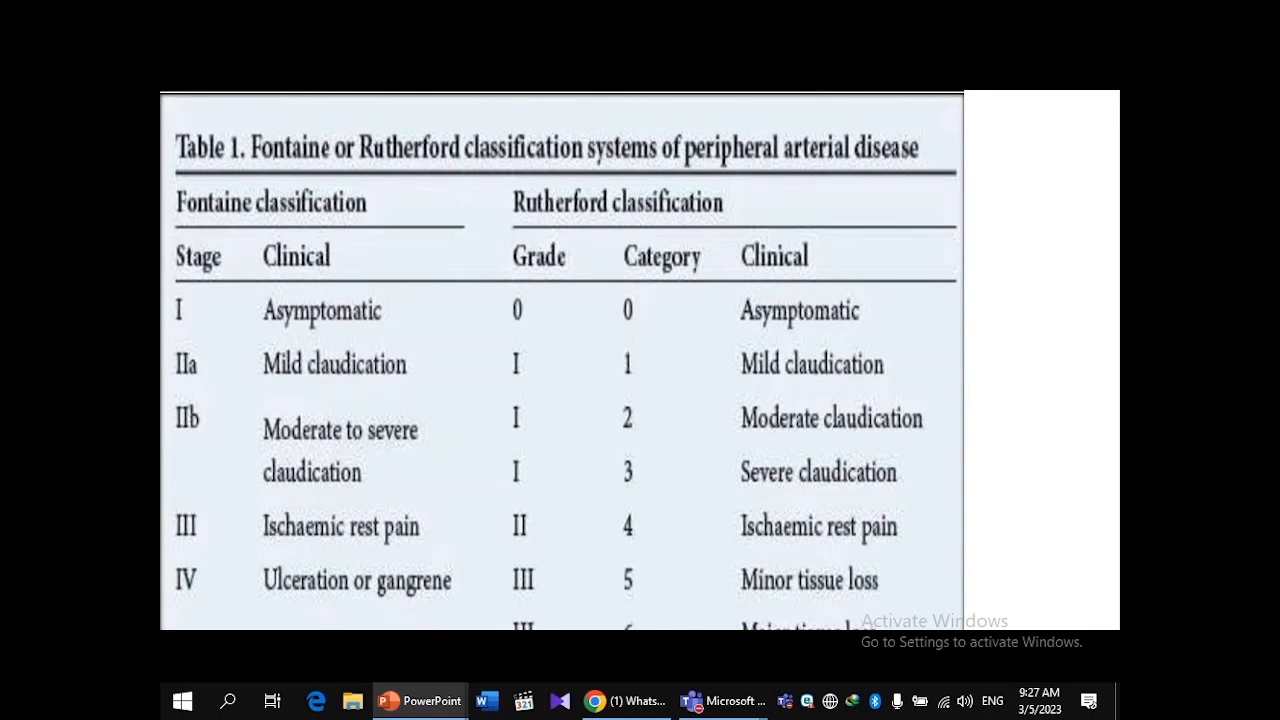 Table 1. Fontaine or Rutherford classification systems of peripheral arterial disease
Fontaine classification Rutherford classification
Stage Clinical Grade Category Clinical
I Asymptomatic 0 0 Asymptomatic
IIa Mild claudication I 1 Mild claudication
IIb Moderate to severe claudication I 2 Moderate claudication
I 3 Severe claudication
III Ischaemic rest pain II 4 Ischaemic rest pain
IV Ulceration or gangrene III 5 Minor tissue loss
Activate Windows
Go to Settings to activate Windows.
PowerPoint
(1) Whats...
Microsoft ...
ENG
9:27 AM
3/5/2023